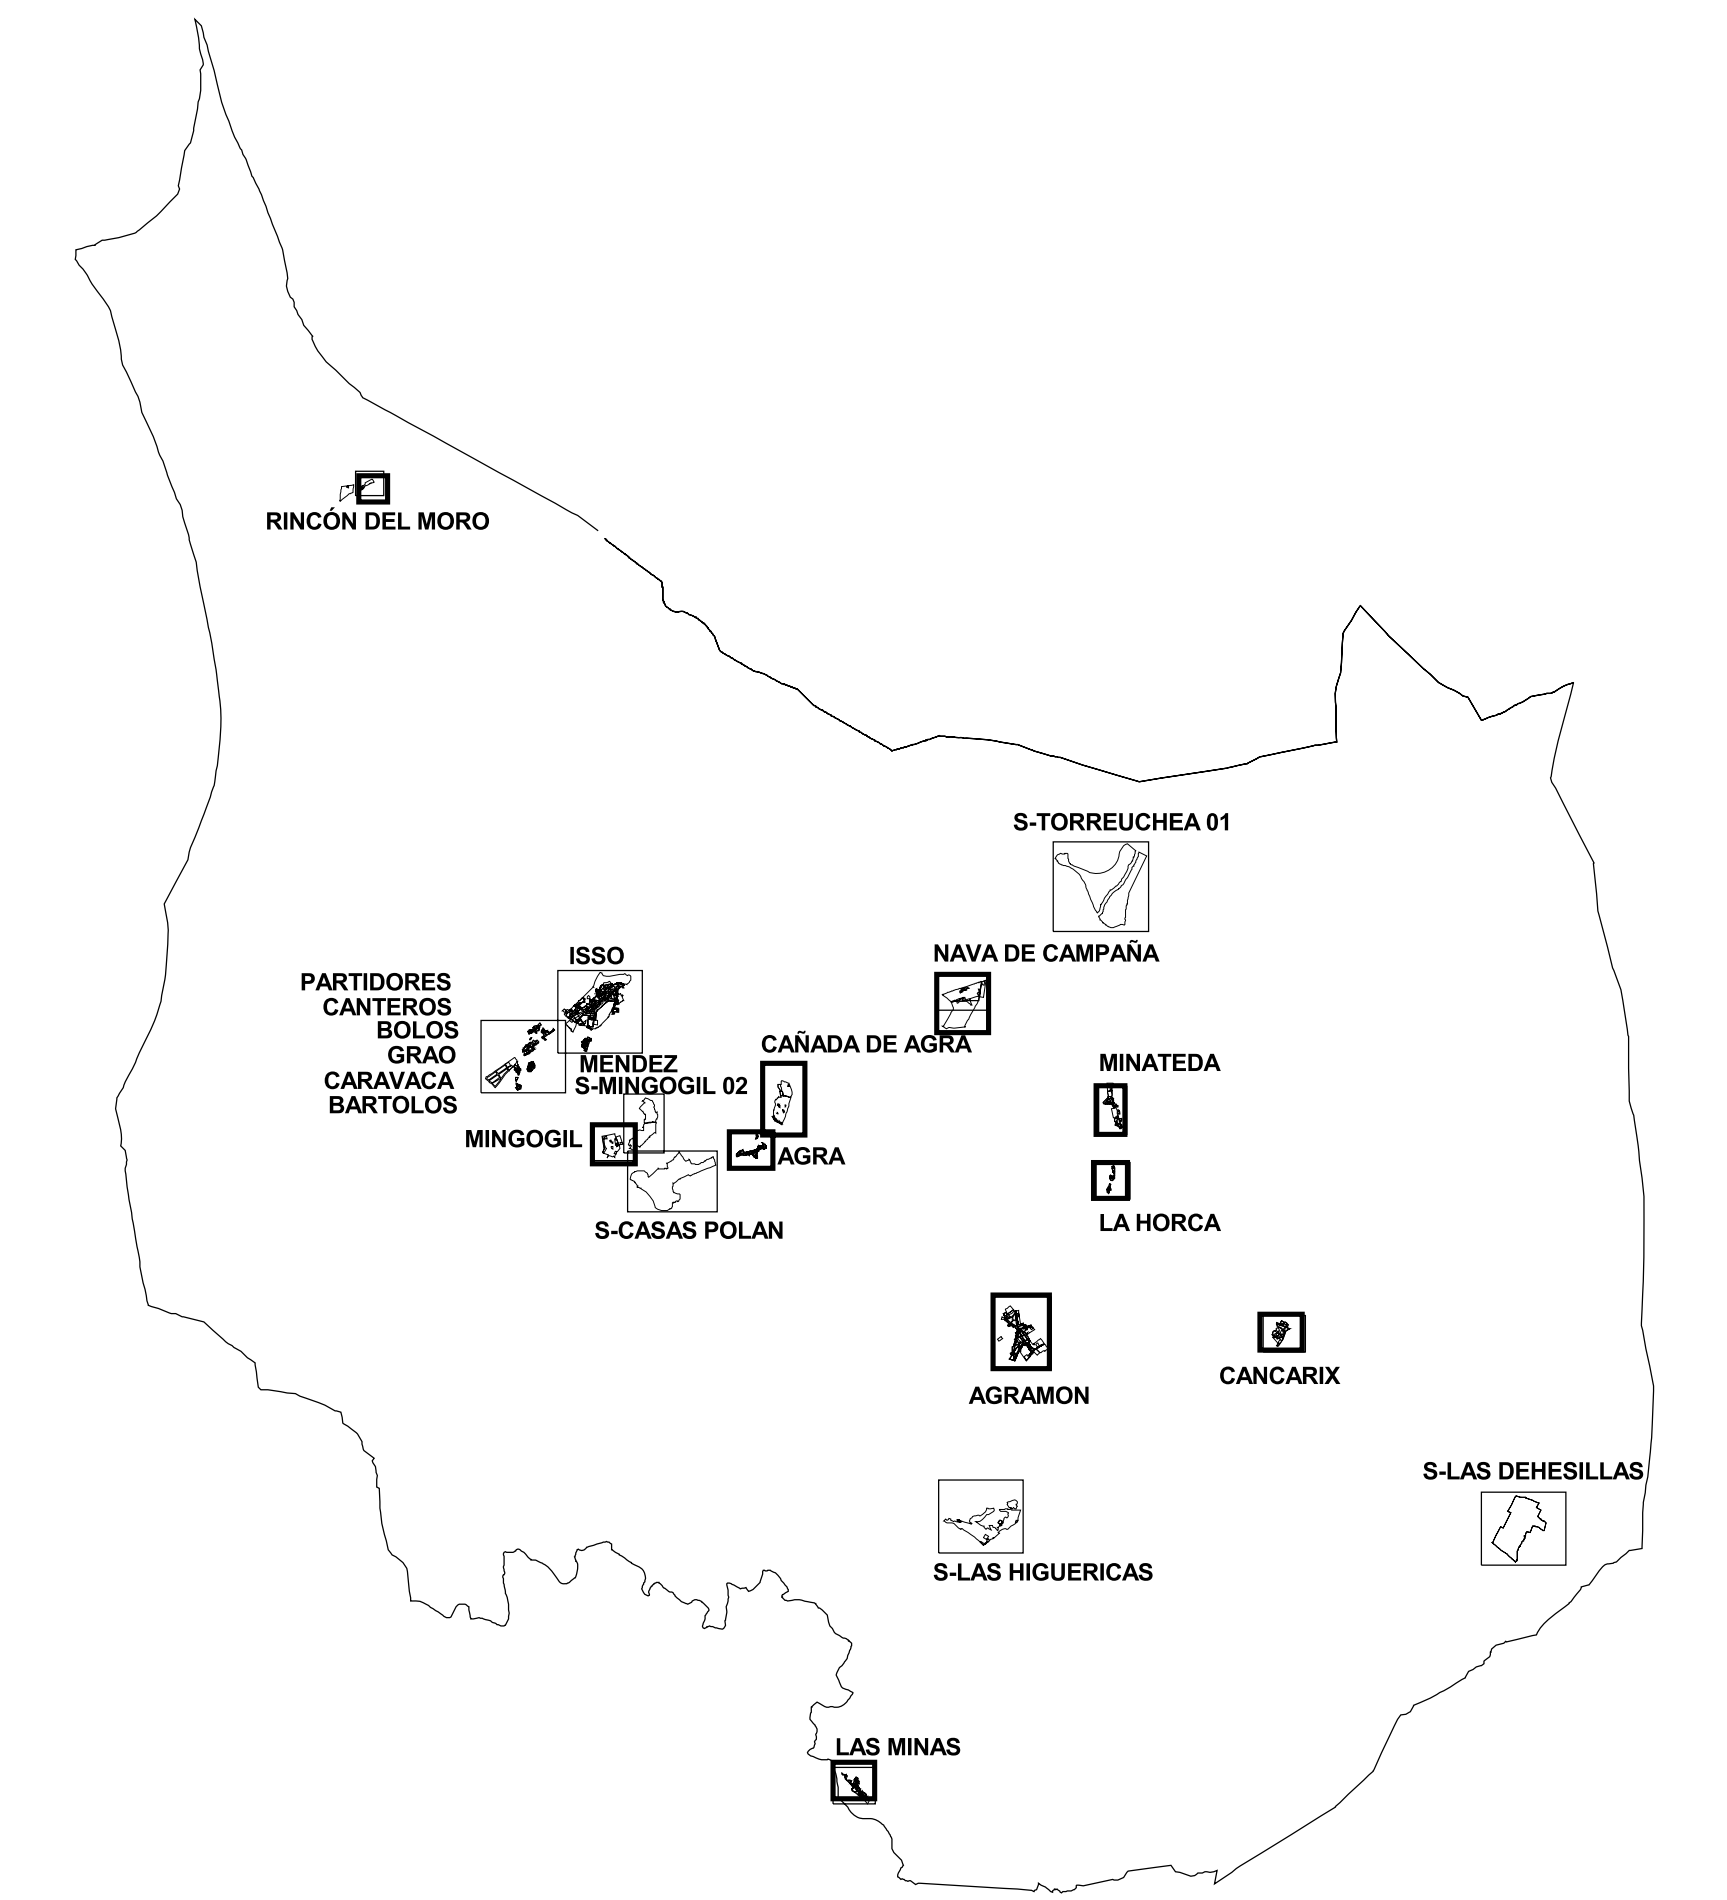 RINCÓN DEL MORO
S-TORREUCHEA 01
NAVA DE CAMPAÑA
ISSO
PARTIDORES
CANTEROS
BOLOS
GRAO
CARAVACA
BARTOLOS
MENDEZ
S-MINGOGIL 02
CAÑADA DE AGRA
MINATEDA
MINGOGIL
AGRA
S-CASAS POLAN
LA HORCA
AGRAMON
CANCARIX
S-LAS DEHESILLAS
S-LAS HIGUERICAS
LAS MINAS